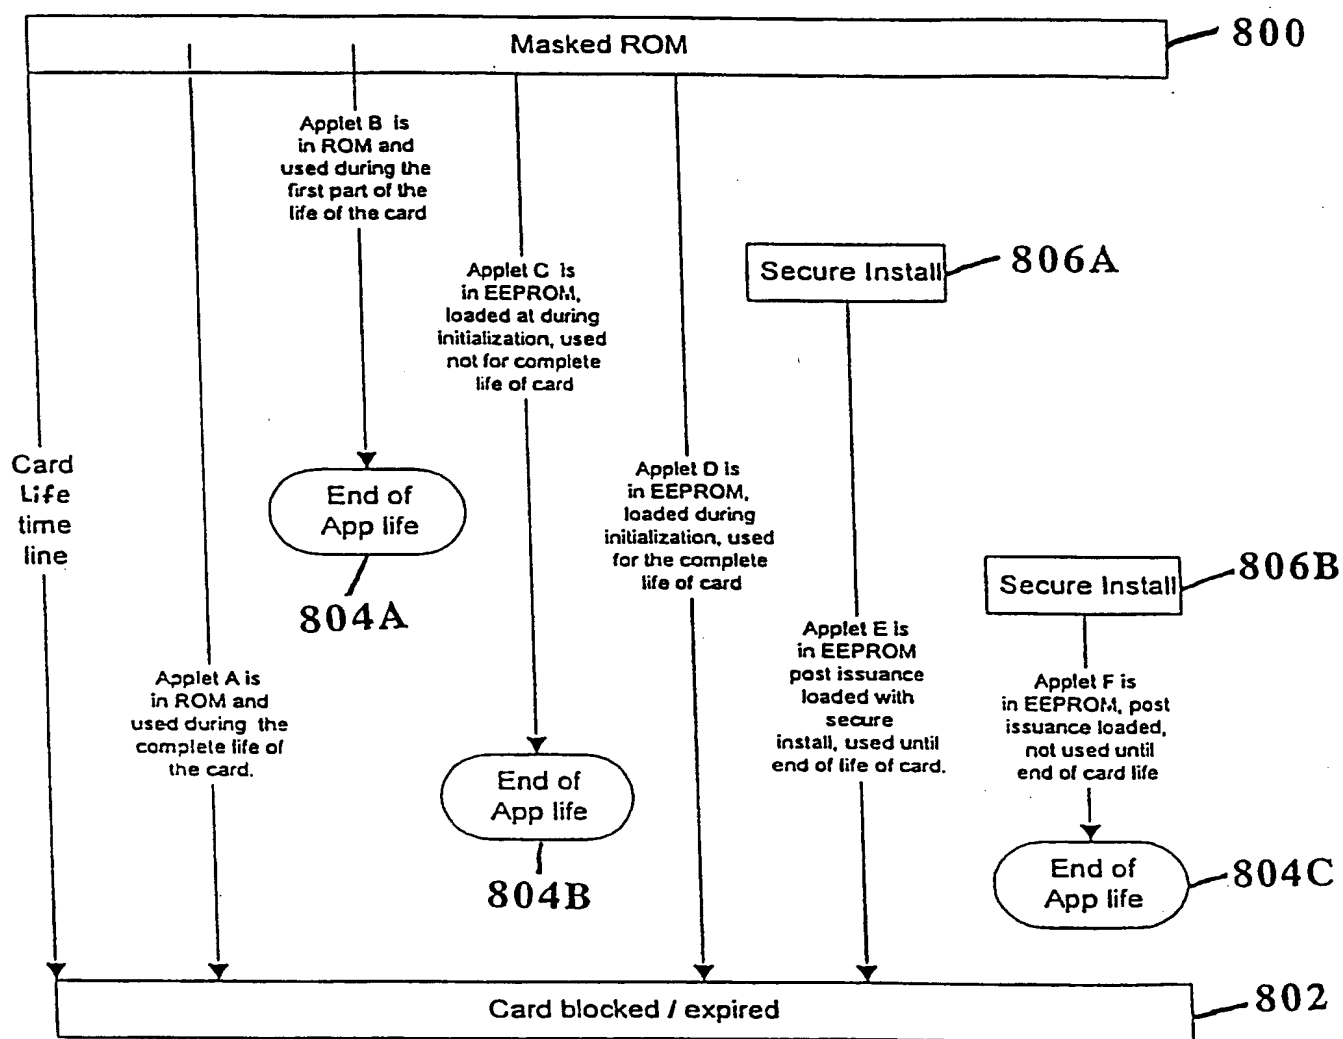 Masked ROM
800
Applet B is
in ROM and
used during the
first part of the
life of the card
Applet C is
in EEPROM,
loaded at during
initialization, used
not for complete
life of card
Secure Install
806A
Card
Life
time
line
End of
App life
804A
Applet D is
in EEPROM,
loaded during
initialization, used
for the complete
life of card
Secure Install
806B
Applet A is
in ROM and
used during the
complete life of
the card.
Applet E is
in EEPROM
post issuance
loaded with
secure
install, used until
end of life of card.
Applet F is
in EEPROM, post
issuance loaded,
not used until
end of card life
End of
App life
804B
End of
App life
804C
Card blocked / expired
802